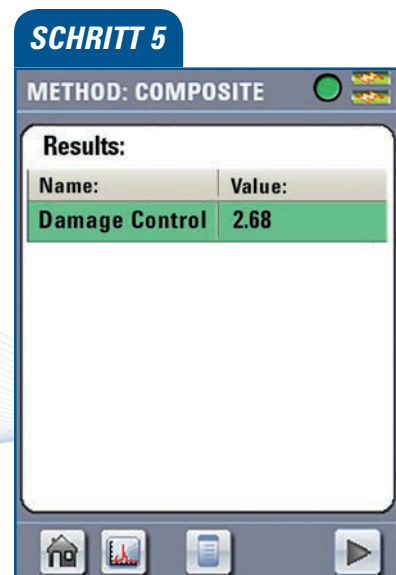 SCHRITT 5
METHOD: COMPOSITE
Results:
Name: Value:
Damage Control 2.68